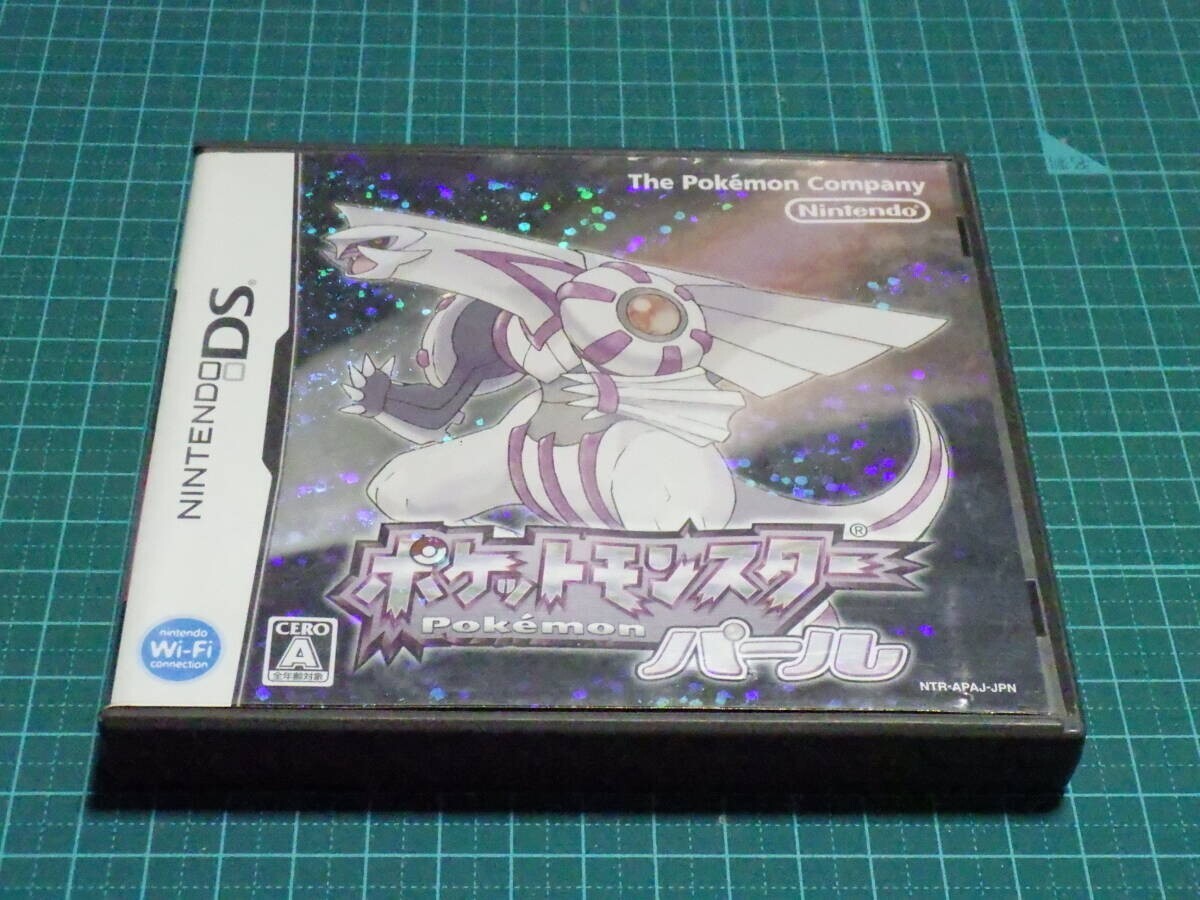 The Pokémon Company
Nintendo®
NINTENDO DS®
ポケットモンスター®
Pokémon
パール
nintendo
Wi-Fi
connection
CERO
A
全年齢対象
NTR-APAJ-JPN